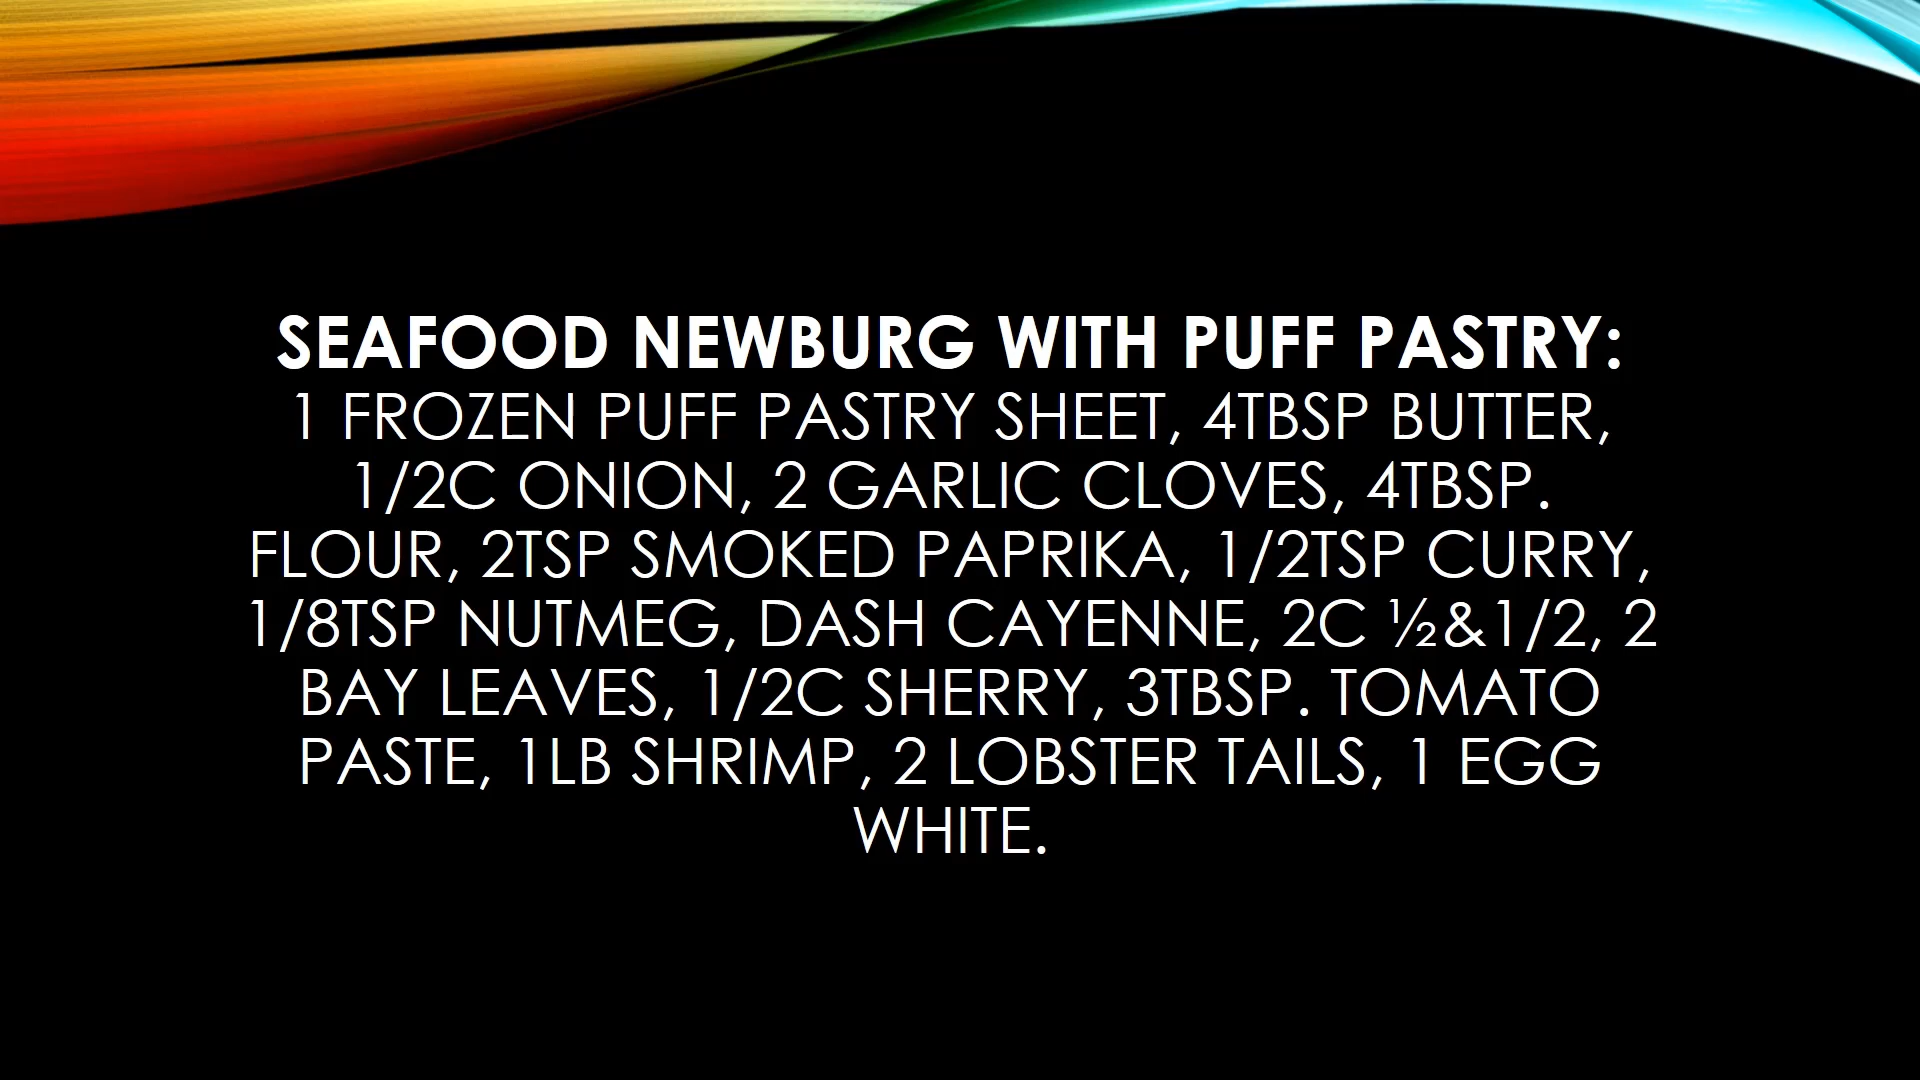 SEAFOOD NEWBURG WITH PUFF PASTRY:
1 FROZEN PUFF PASTRY SHEET, 4TBSP BUTTER,
1/2C ONION, 2 GARLIC CLOVES, 4TBSP.
FLOUR, 2TSP SMOKED PAPRIKA, 1/2TSP CURRY,
1/8TSP NUTMEG, DASH CAYENNE, 2C ½&1/2, 2
BAY LEAVES, 1/2C SHERRY, 3TBSP. TOMATO
PASTE, 1LB SHRIMP, 2 LOBSTER TAILS, 1 EGG
WHITE.